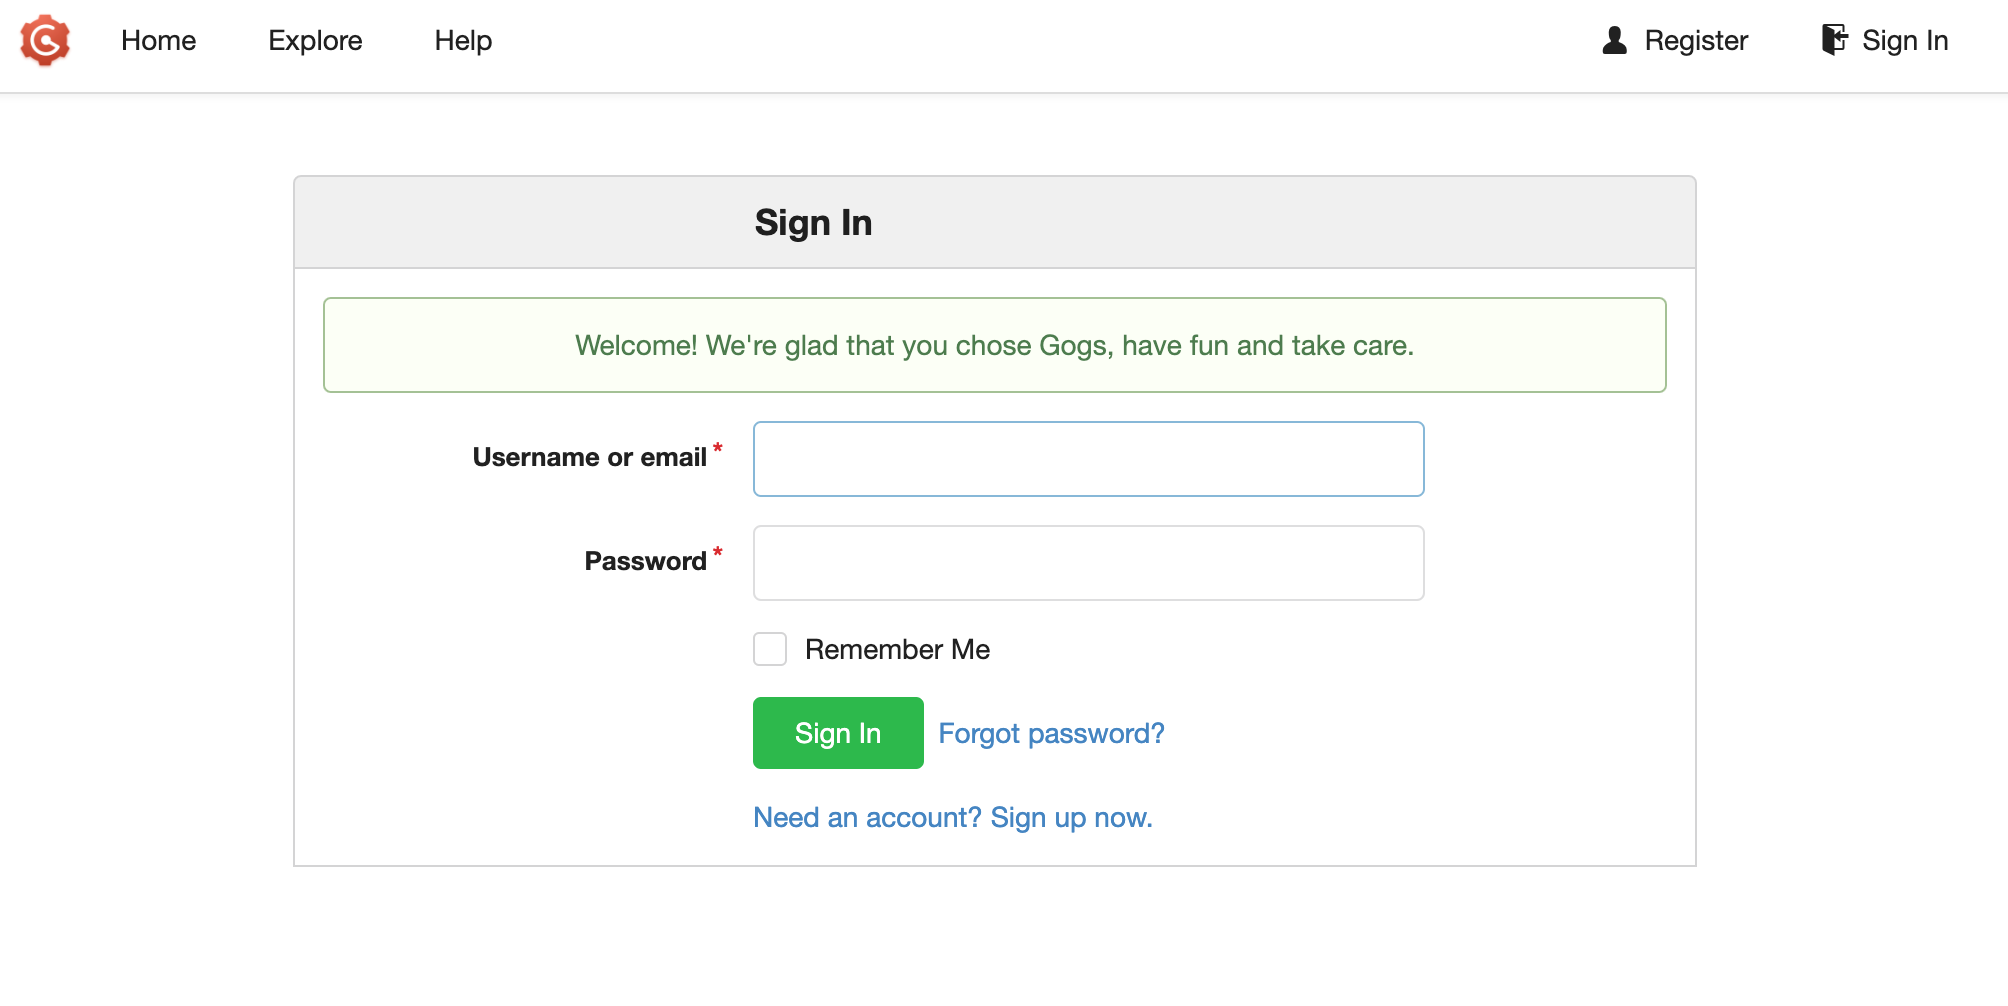 Home Explore Help Register Sign In
Sign In
Welcome! We're glad that you chose Gogs, have fun and take care.
Username or email *
Password *
Remember Me
Sign In Forgot password?
Need an account? Sign up now.